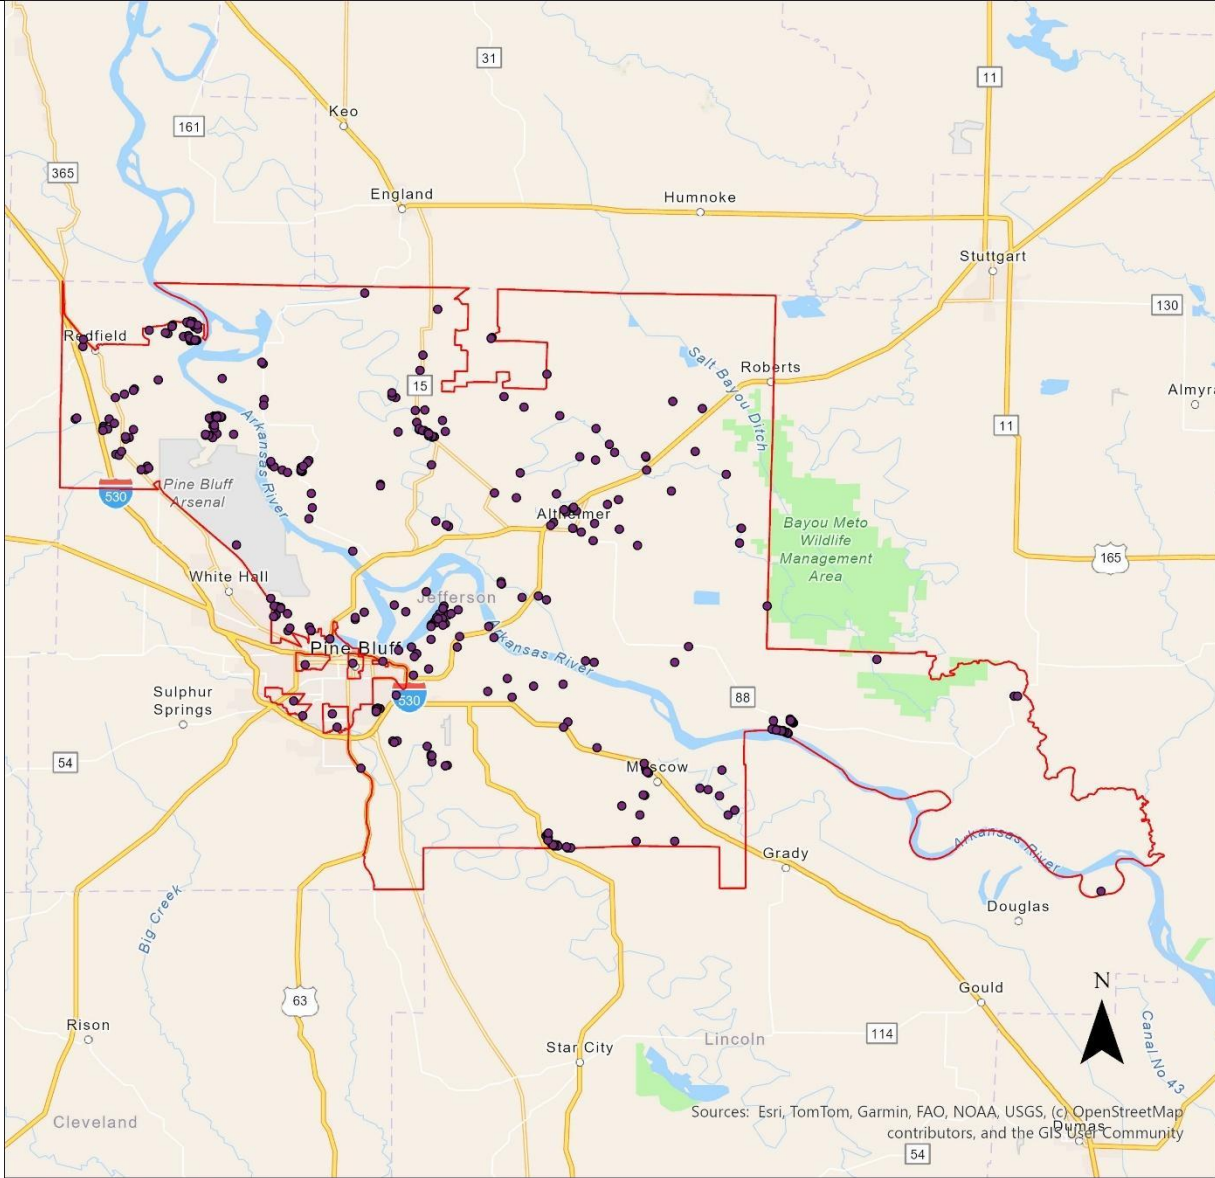 31
11
Keo
161
365
England
Humnoke
Stuttgart
130
Redfield
Salt Bayou Ditch
Roberts
15
Almyra
Arkansas River
11
530
Pine Bluff
Arsenal
Altheimer
Bayou Meto
Wildlife
Management
Area
165
White Hall
Jefferson
Pine Bluff
Arkansas River
Sulphur
Springs
530
88
54
Moscow
Grady
Arkansas River
Big Creek
Douglas
N
63
Gould
Rison
Canal No 43
114
Star City
Lincoln
Sources: Esri, TomTom, Garmin, FAO, NOAA, USGS, (c) OpenStreetMap
contributors, and the GIS User Community
Cleveland
Dumas
54